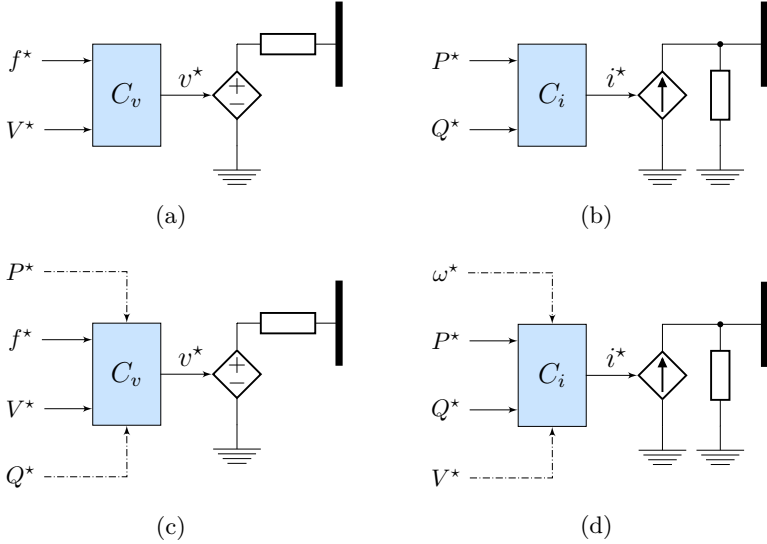 f⋆
V⋆
C_v
v⋆
+
−
(a)
P⋆
Q⋆
C_i
i⋆
(b)
P⋆
f⋆
V⋆
Q⋆
C_v
v⋆
+
−
(c)
ω⋆
P⋆
Q⋆
V⋆
C_i
i⋆
(d)